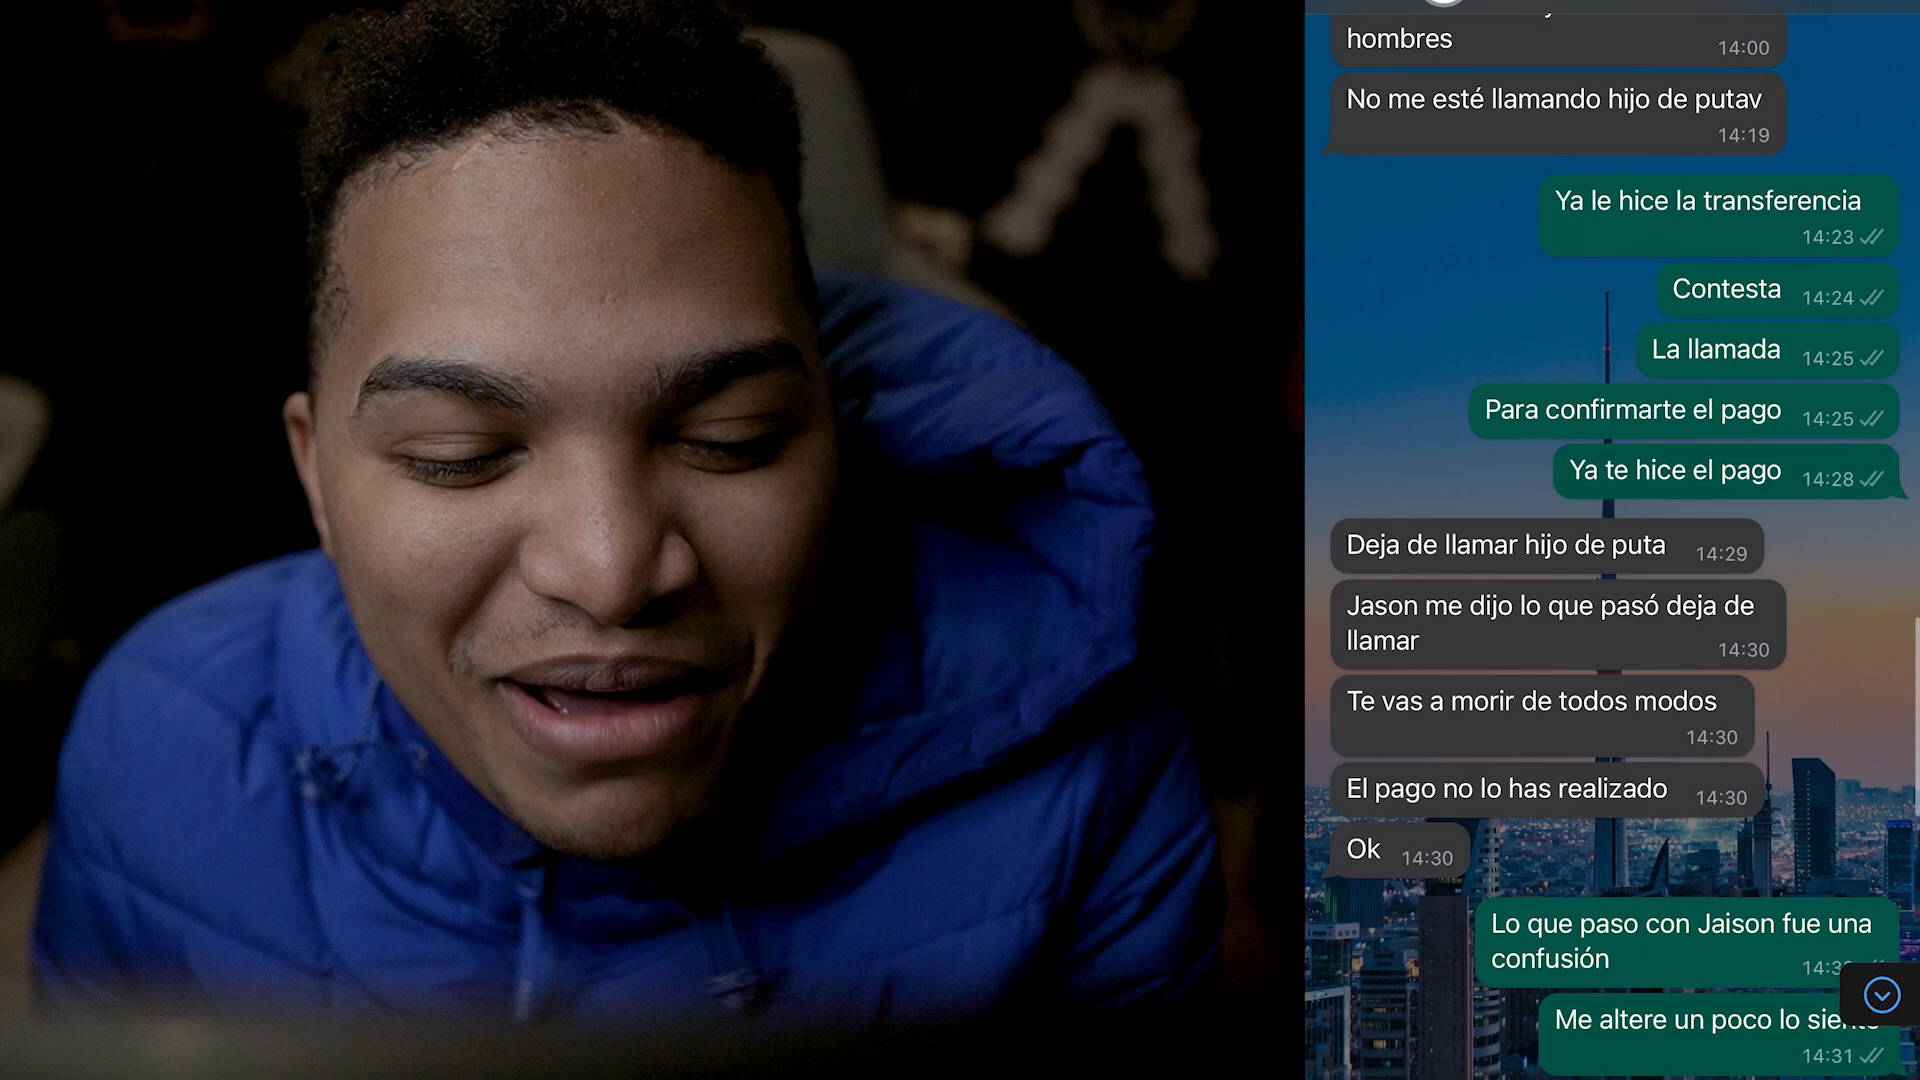 hombres
14:00
No me esté llamando hijo de putav
14:19
Ya le hice la transferencia
14:23
Contesta 14:24
La llamada 14:25
Para confirmarte el pago 14:25
Ya te hice el pago 14:28
Deja de llamar hijo de puta 14:29
Jason me dijo lo que pasó deja de
llamar
14:30
Te vas a morir de todos modos
14:30
El pago no lo has realizado 14:30
Ok 14:30
Lo que paso con Jaison fue una
confusión
Me altere un poco lo
14:31